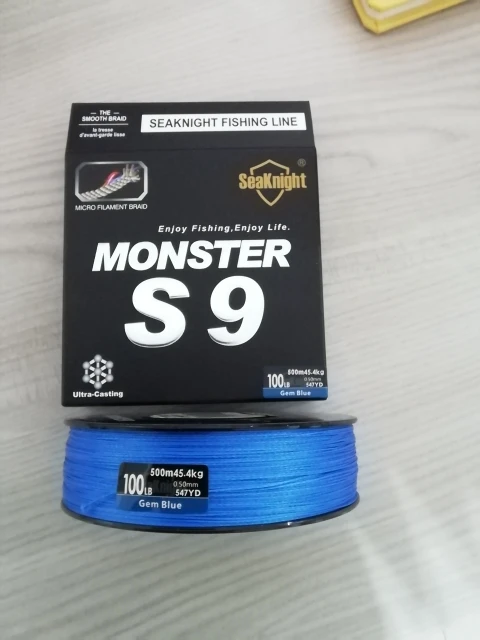 THE
SMOOTH BRAID
la tresse
d'avant-garde lisse
SEAKNIGHT FISHING LINE
MICRO FILAMENT BRAID
SeaKnight®
Enjoy Fishing,Enjoy Life.
MONSTER
S 9
Ultra-Casting
500m45.4kg
100LB
0.50mm
547YD
Gem Blue
500m45.4kg
100LB
0.50mm
547YD
Gem Blue